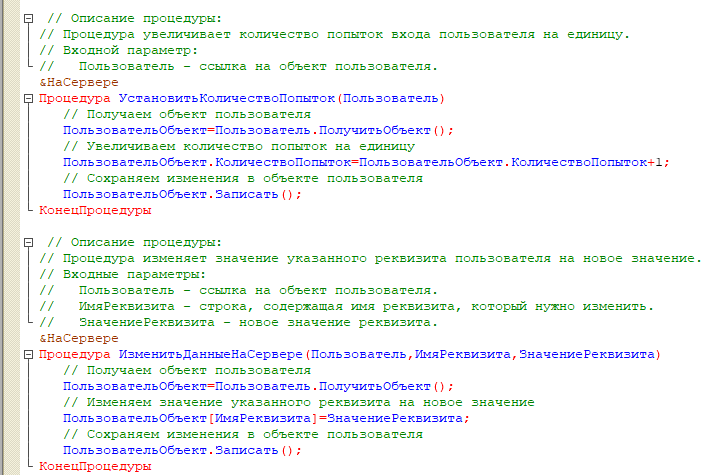 // Описание процедуры:
// Процедура увеличивает количество попыток входа пользователя на единицу.
// Входной параметр:
//   Пользователь - ссылка на объект пользователя.
&НаСервере
Процедура УстановитьКоличествоПопыток(Пользователь)
// Получаем объект пользователя
ПользовательОбъект=Пользователь.ПолучитьОбъект();
// Увеличиваем количество попыток на единицу
ПользовательОбъект.КоличествоПопыток=ПользовательОбъект.КоличествоПопыток+1;
// Сохраняем изменения в объекте пользователя
ПользовательОбъект.Записать();
КонецПроцедуры
// Описание процедуры:
// Процедура изменяет значение указанного реквизита пользователя на новое значение.
// Входные параметры:
//   Пользователь - ссылка на объект пользователя.
//   ИмяРеквизита - строка, содержащая имя реквизита, который нужно изменить.
//   ЗначениеРеквизита - новое значение реквизита.
&НаСервере
Процедура ИзменитьДанныеНаСервере(Пользователь,ИмяРеквизита,ЗначениеРеквизита)
// Получаем объект пользователя
ПользовательОбъект=Пользователь.ПолучитьОбъект();
// Изменяем значение указанного реквизита на новое значение
ПользовательОбъект[ИмяРеквизита]=ЗначениеРеквизита;
// Сохраняем изменения в объекте пользователя
ПользовательОбъект.Записать();
КонецПроцедуры